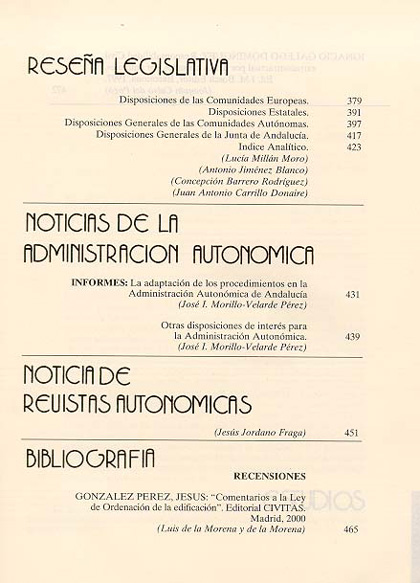 RESEÑA LEGISLATIVA
Disposiciones de las Comunidades Europeas. 379
Disposiciones Estatales. 391
Disposiciones Generales de las Comunidades Autónomas. 397
Disposiciones Generales de la Junta de Andalucía. 417
Indice Analítico. 423
(Lucía Millán Moro)
(Antonio Jiménez Blanco)
(Concepción Barrero Rodríguez)
(Juan Antonio Carrillo Donaire)
NOTICIAS DE LA
ADMINISTRACION AUTONOMICA
INFORMES: La adaptación de los procedimientos en la
Administración Autonómica de Andalucía 431
(José I. Morillo-Velarde Pérez)
Otras disposiciones de interés para
la Administración Autonómica. 439
(José I. Morillo-Velarde Pérez)
NOTICIA DE
REVISTAS AUTONOMICAS
(Jesús Jordano Fraga) 451
BIBLIOGRAFIA
RECENSIONES
GONZALEZ PEREZ, JESUS: “Comentarios a la Ley
de Ordenación de la edificación”. Editorial CIVITAS.
Madrid, 2000
(Luis de la Morena y de la Morena) 465